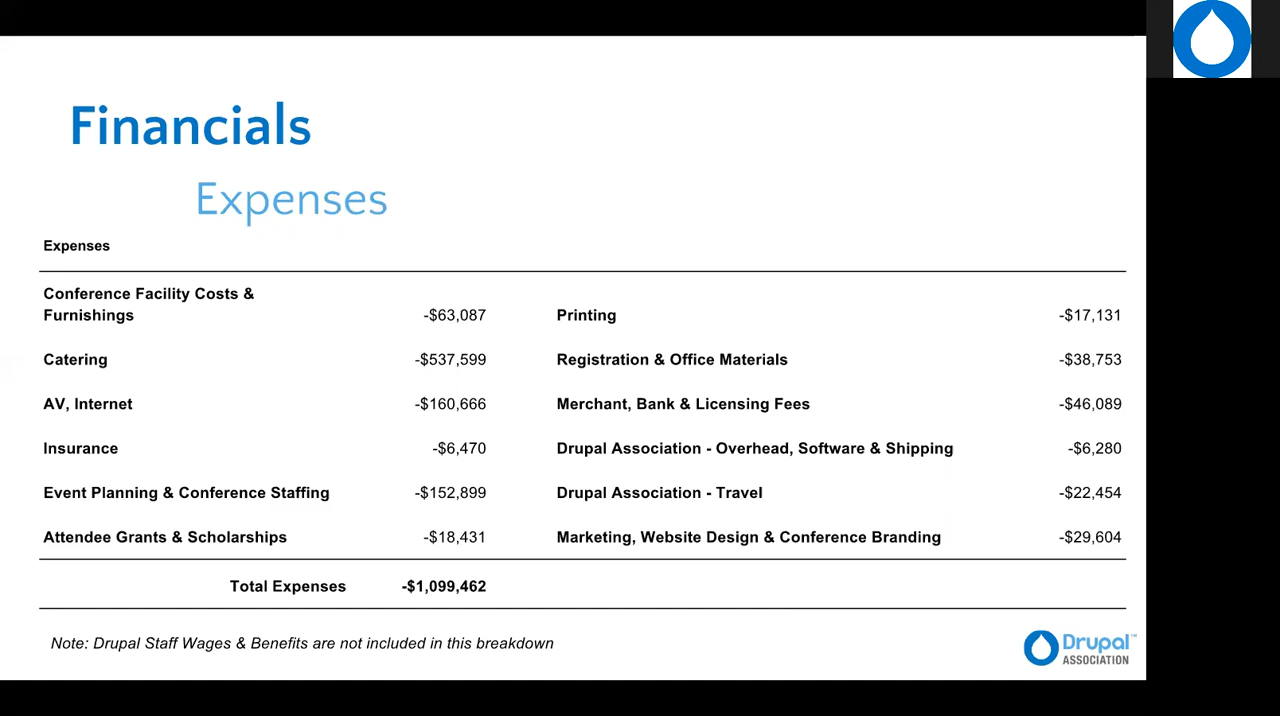 Financials
Expenses
Expenses
Conference Facility Costs &
Furnishings -$63,087 Printing -$17,131
Catering -$537,599 Registration & Office Materials -$38,753
AV, Internet -$160,666 Merchant, Bank & Licensing Fees -$46,089
Insurance -$6,470 Drupal Association - Overhead, Software & Shipping -$6,280
Event Planning & Conference Staffing -$152,899 Drupal Association - Travel -$22,454
Attendee Grants & Scholarships -$18,431 Marketing, Website Design & Conference Branding -$29,604
Total Expenses -$1,099,462
Note: Drupal Staff Wages & Benefits are not included in this breakdown
Drupal™
ASSOCIATION